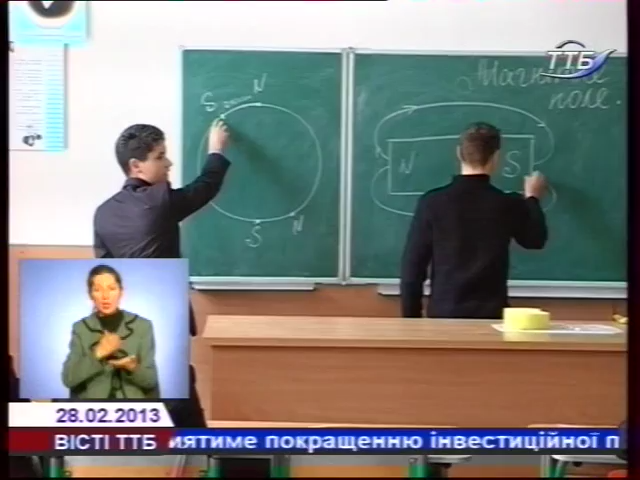 ТТБ
Магнітне
поле.
S N
N S
S N
28.02.2013
ВІСТІ ТТБ иятиме покращенню інвестиційної п